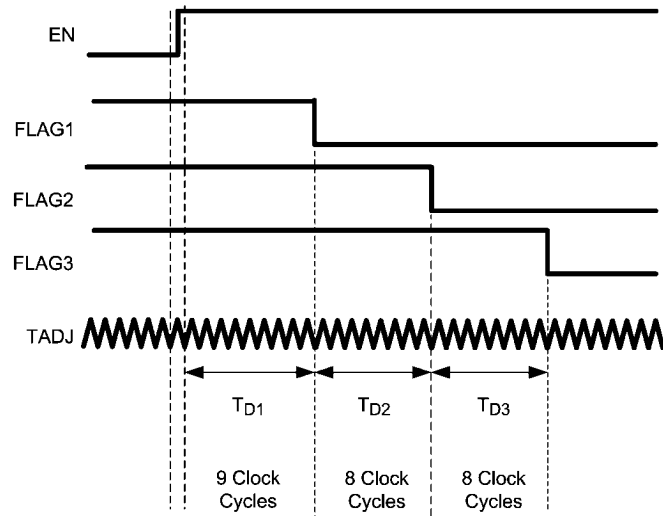 EN
FLAG1
FLAG2
FLAG3
TADJ
TD1 TD2 TD3
9 Clock Cycles
8 Clock Cycles
8 Clock Cycles